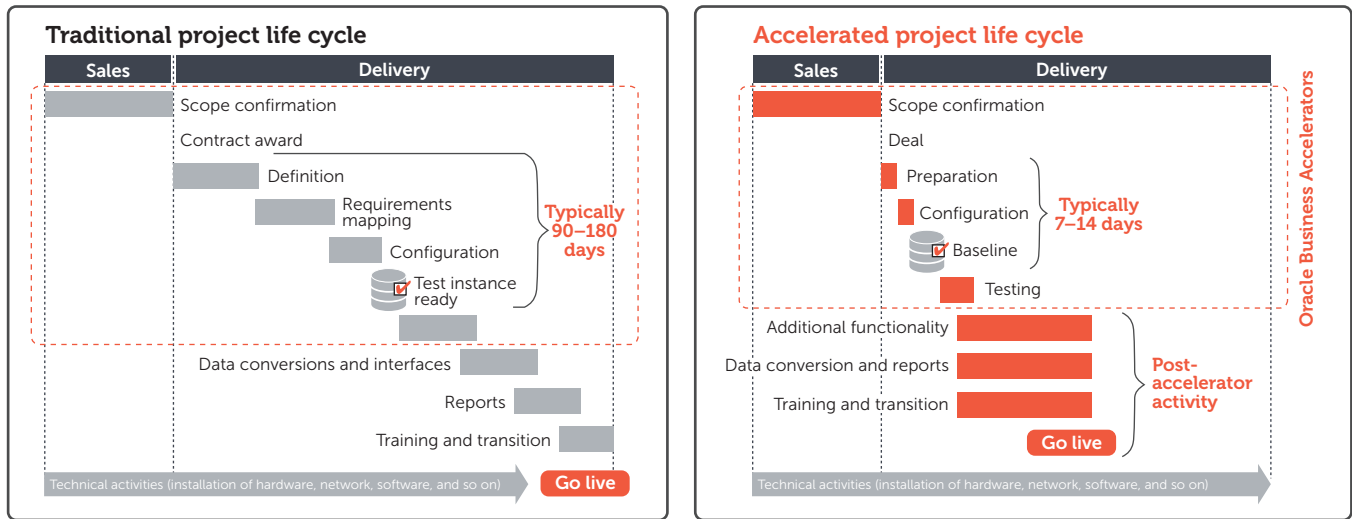 Traditional project life cycle
Sales
Delivery
Scope confirmation
Contract award
Definition
Requirements
mapping
Configuration
Test instance
ready
Typically
90–180
days
Data conversions and interfaces
Reports
Training and transition
Technical activities (installation of hardware, network, software, and so on)
Go live
Accelerated project life cycle
Sales
Delivery
Scope confirmation
Deal
Preparation
Configuration
Baseline
Testing
Typically
7–14 days
Oracle Business Accelerators
Additional functionality
Data conversion and reports
Training and transition
Go live
Post-
accelerator
activity
Technical activities (installation of hardware, network, software, and so on)